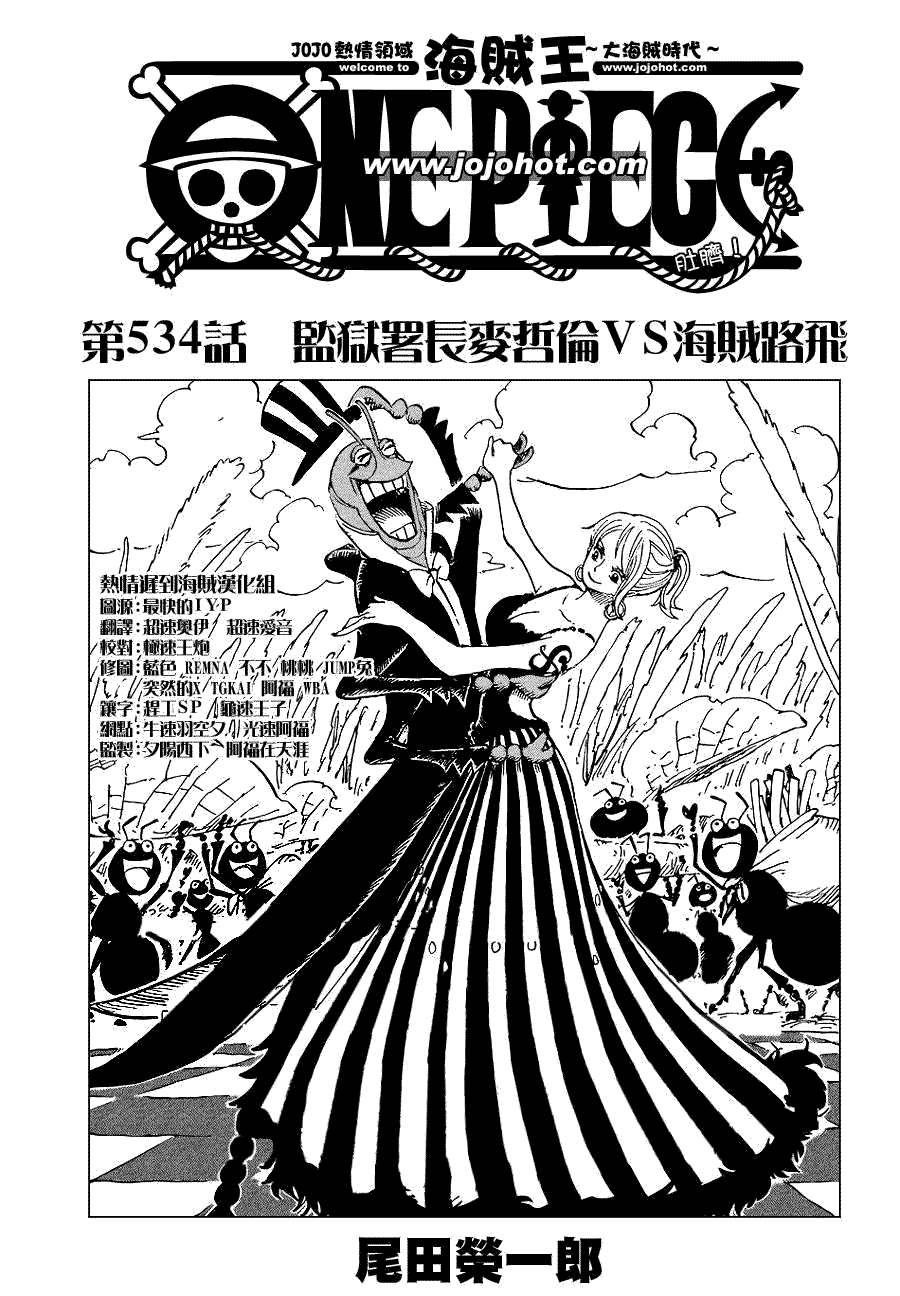 JOJO熱情領域 海賊王 ~大海賊時代~
welcome to www.jojohot.com
ONE PIECE
www.jojohot.com
肚臍！
第534話 監獄署長麥哲倫VS海賊路飛
熱情遲到海賊漢化組
圖源：最快的IYP
翻譯：超速奧伊/超速愛音
校對：極速王炮
修圖：藍色 REMNA 不不 桃桃 JUMP兔
突然的X/TGKAI 阿福 WBA
鑲字：趕工SP/龜速王子
網點：牛速羽空夕/光速阿福
監製：夕陽西下~阿福在天涯
尾田榮一郎